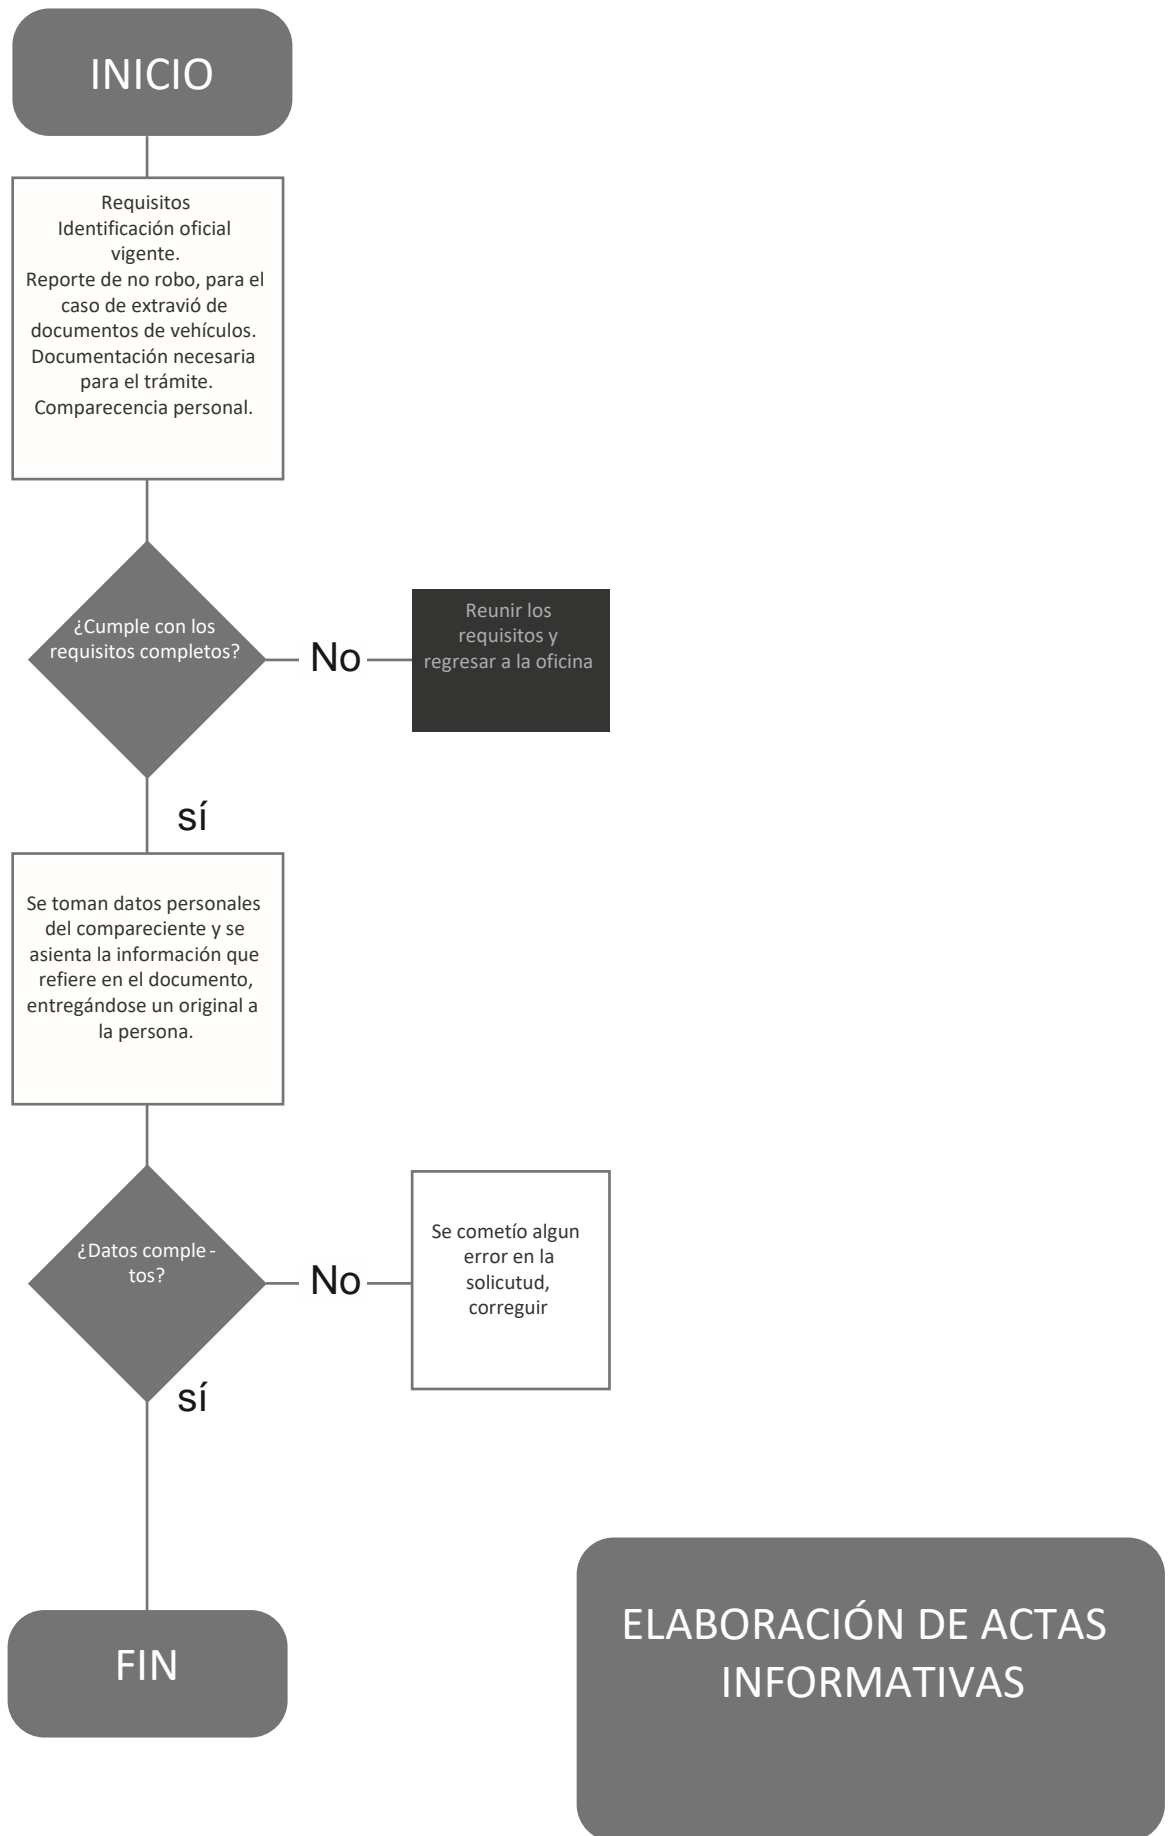 INICIO
Requisitos
Identificación oficial
vigente.
Reporte de no robo, para el
caso de extravió de
documentos de vehículos.
Documentación necesaria
para el trámite.
Comparecencia personal.
¿Cumple con los
requisitos completos?
No
Reunir los
requisitos y
regresar a la oficina
sí
Se toman datos personales
del compareciente y se
asienta la información que
refiere en el documento,
entregándose un original a
la persona.
¿Datos comple-
tos?
No
Se cometío algun
error en la
solicutud,
correguir
sí
FIN
ELABORACIÓN DE ACTAS
INFORMATIVAS